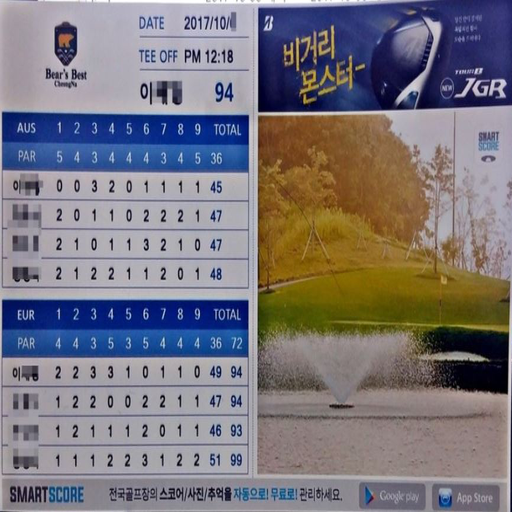 DATE 2017/10/
TEE OFF PM 12:18
Bear's Best
CheongNa
이 94
AUS 1 2 3 4 5 6 7 8 9 TOTAL
PAR 5 4 3 4 4 4 3 4 5 36
이 0 0 3 2 0 1 1 1 1 45
2 0 1 1 0 2 2 2 1 47
2 1 0 1 1 3 2 1 0 47
2 1 2 2 1 1 2 0 1 48
EUR 1 2 3 4 5 6 7 8 9 TOTAL
PAR 4 4 3 5 3 5 4 4 4 36 72
이 2 2 3 3 1 0 1 1 0 49 94
1 2 2 0 0 2 2 1 1 47 94
1 2 1 1 1 2 0 1 1 46 93
1 1 1 2 2 3 1 2 2 51 99
B
비거리
몬스터
NEW TOUR B JGR
SMART
SCORE
SMARTSCORE 전국골프장의 스코어/사진/추억을 자동으로! 무료로! 관리하세요. Google play App Store